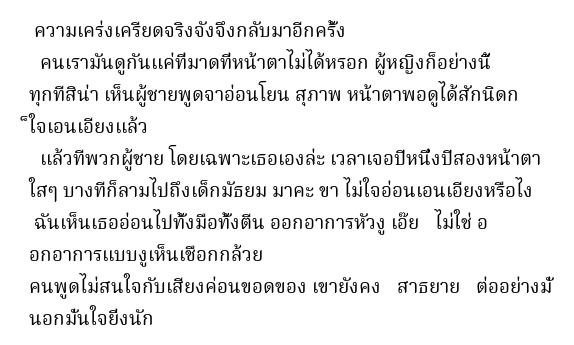 ความเคร่งเครียดจริงจังจึงกลับมาอีกครั้ง
คนเรามันดูกันแค่ทีมาดทีหน้าตาไม่ได้หรอก ผู้หญิงก็อย่างนี้
ทุกทีสิน่า เห็นผู้ชายพูดจาอ่อนโยน สุภาพ หน้าตาพอดูได้สักนิดก
็ใจเอนเอียงแล้ว
แล้วทีพวกผู้ชาย โดยเฉพาะเธอเองล่ะ เวลาเจอปีหนึ่งปีสองหน้าตา
ใสๆ บางทีก็ลามไปถึงเด็กมัธยม มาคะ ขา ไม่ใจอ่อนเอนเอียงหรือไง
ฉันเห็นเธออ่อนไปทั้งมือทั้งตีน ออกอาการหัวงู เอ๊ย ไม่ใช่ อ
อกอาการแบบงูเห็นเชือกกล้วย
คนพูดไม่สนใจกับเสียงค่อนขอดของ เขายังคง สาธยาย ต่ออย่างมั
นอกมันใจยิ่งนัก